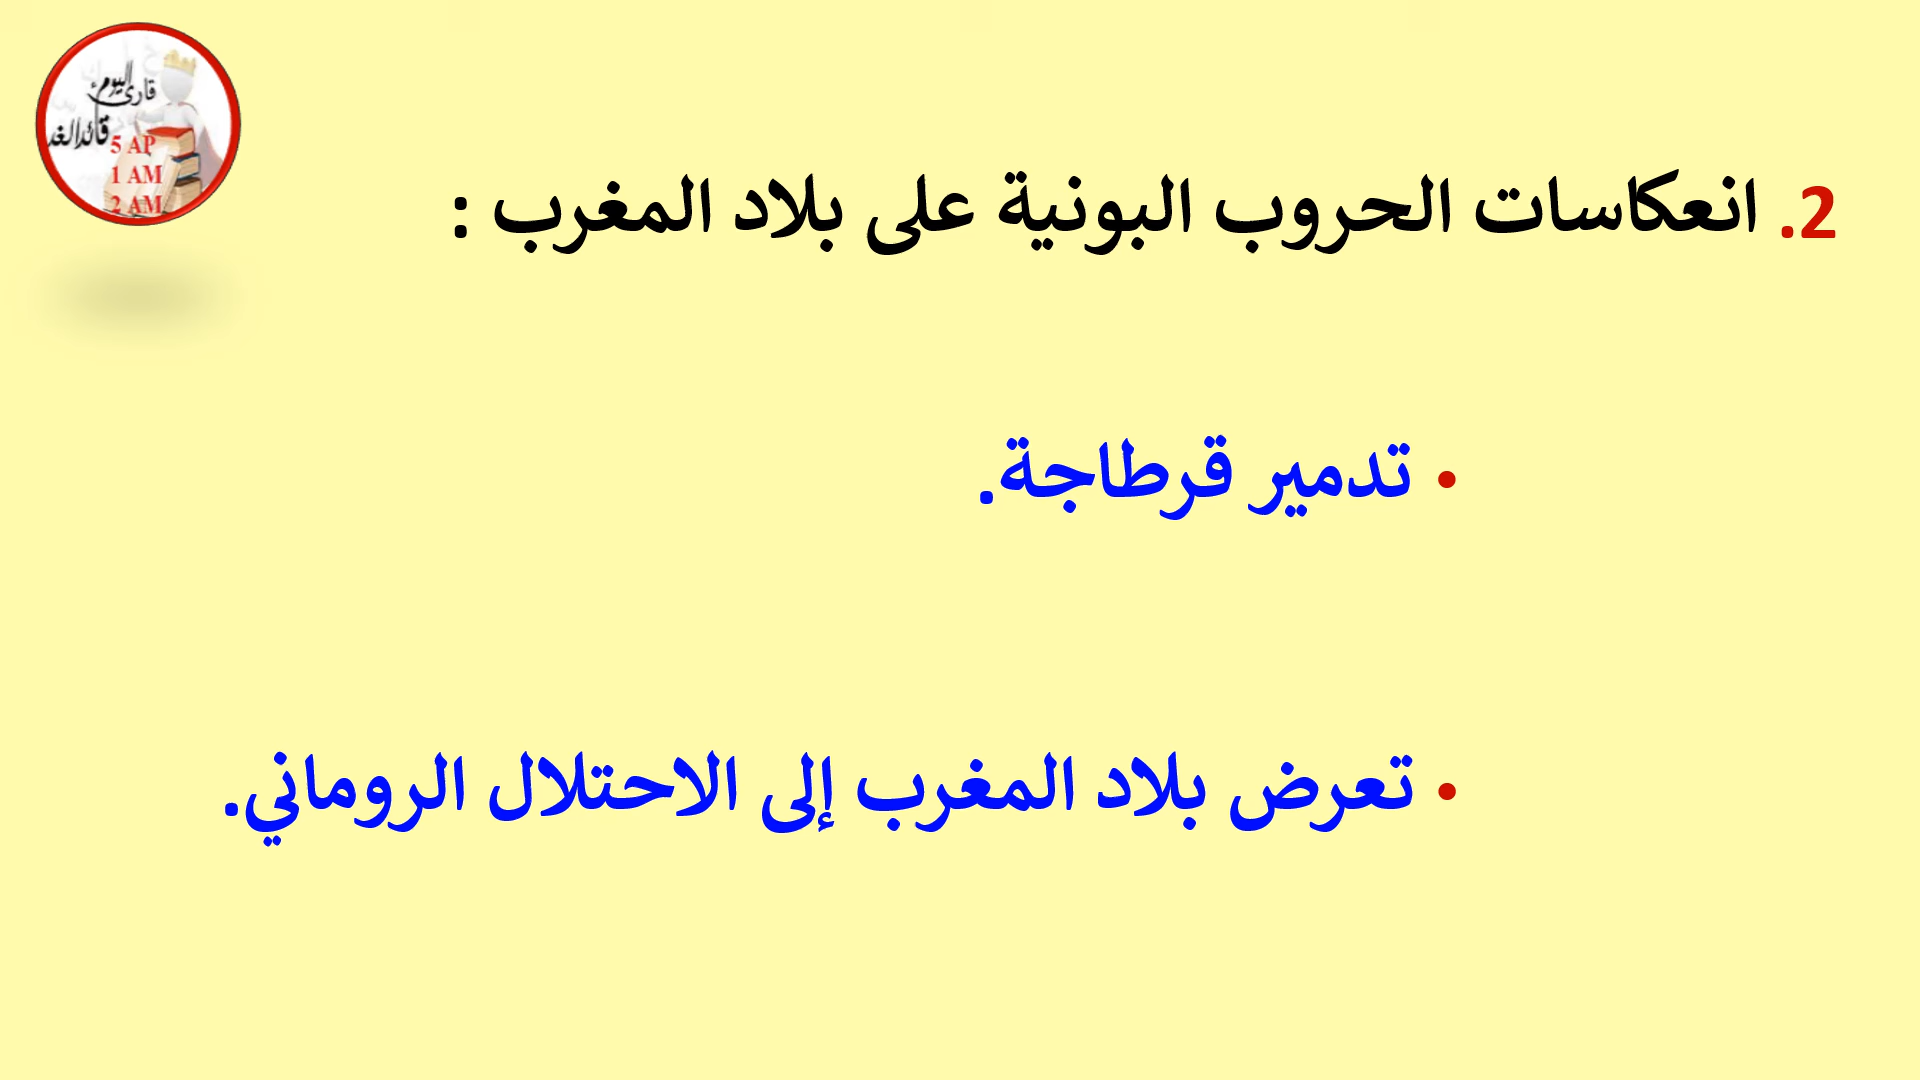 قارئ اليوم
قائد الغد
5 AP
1 AM
2 AM
2. انعكاسات الحروب البونية على بلاد المغرب :
• تدمير قرطاجة.
• تعرض بلاد المغرب إلى الاحتلال الروماني.